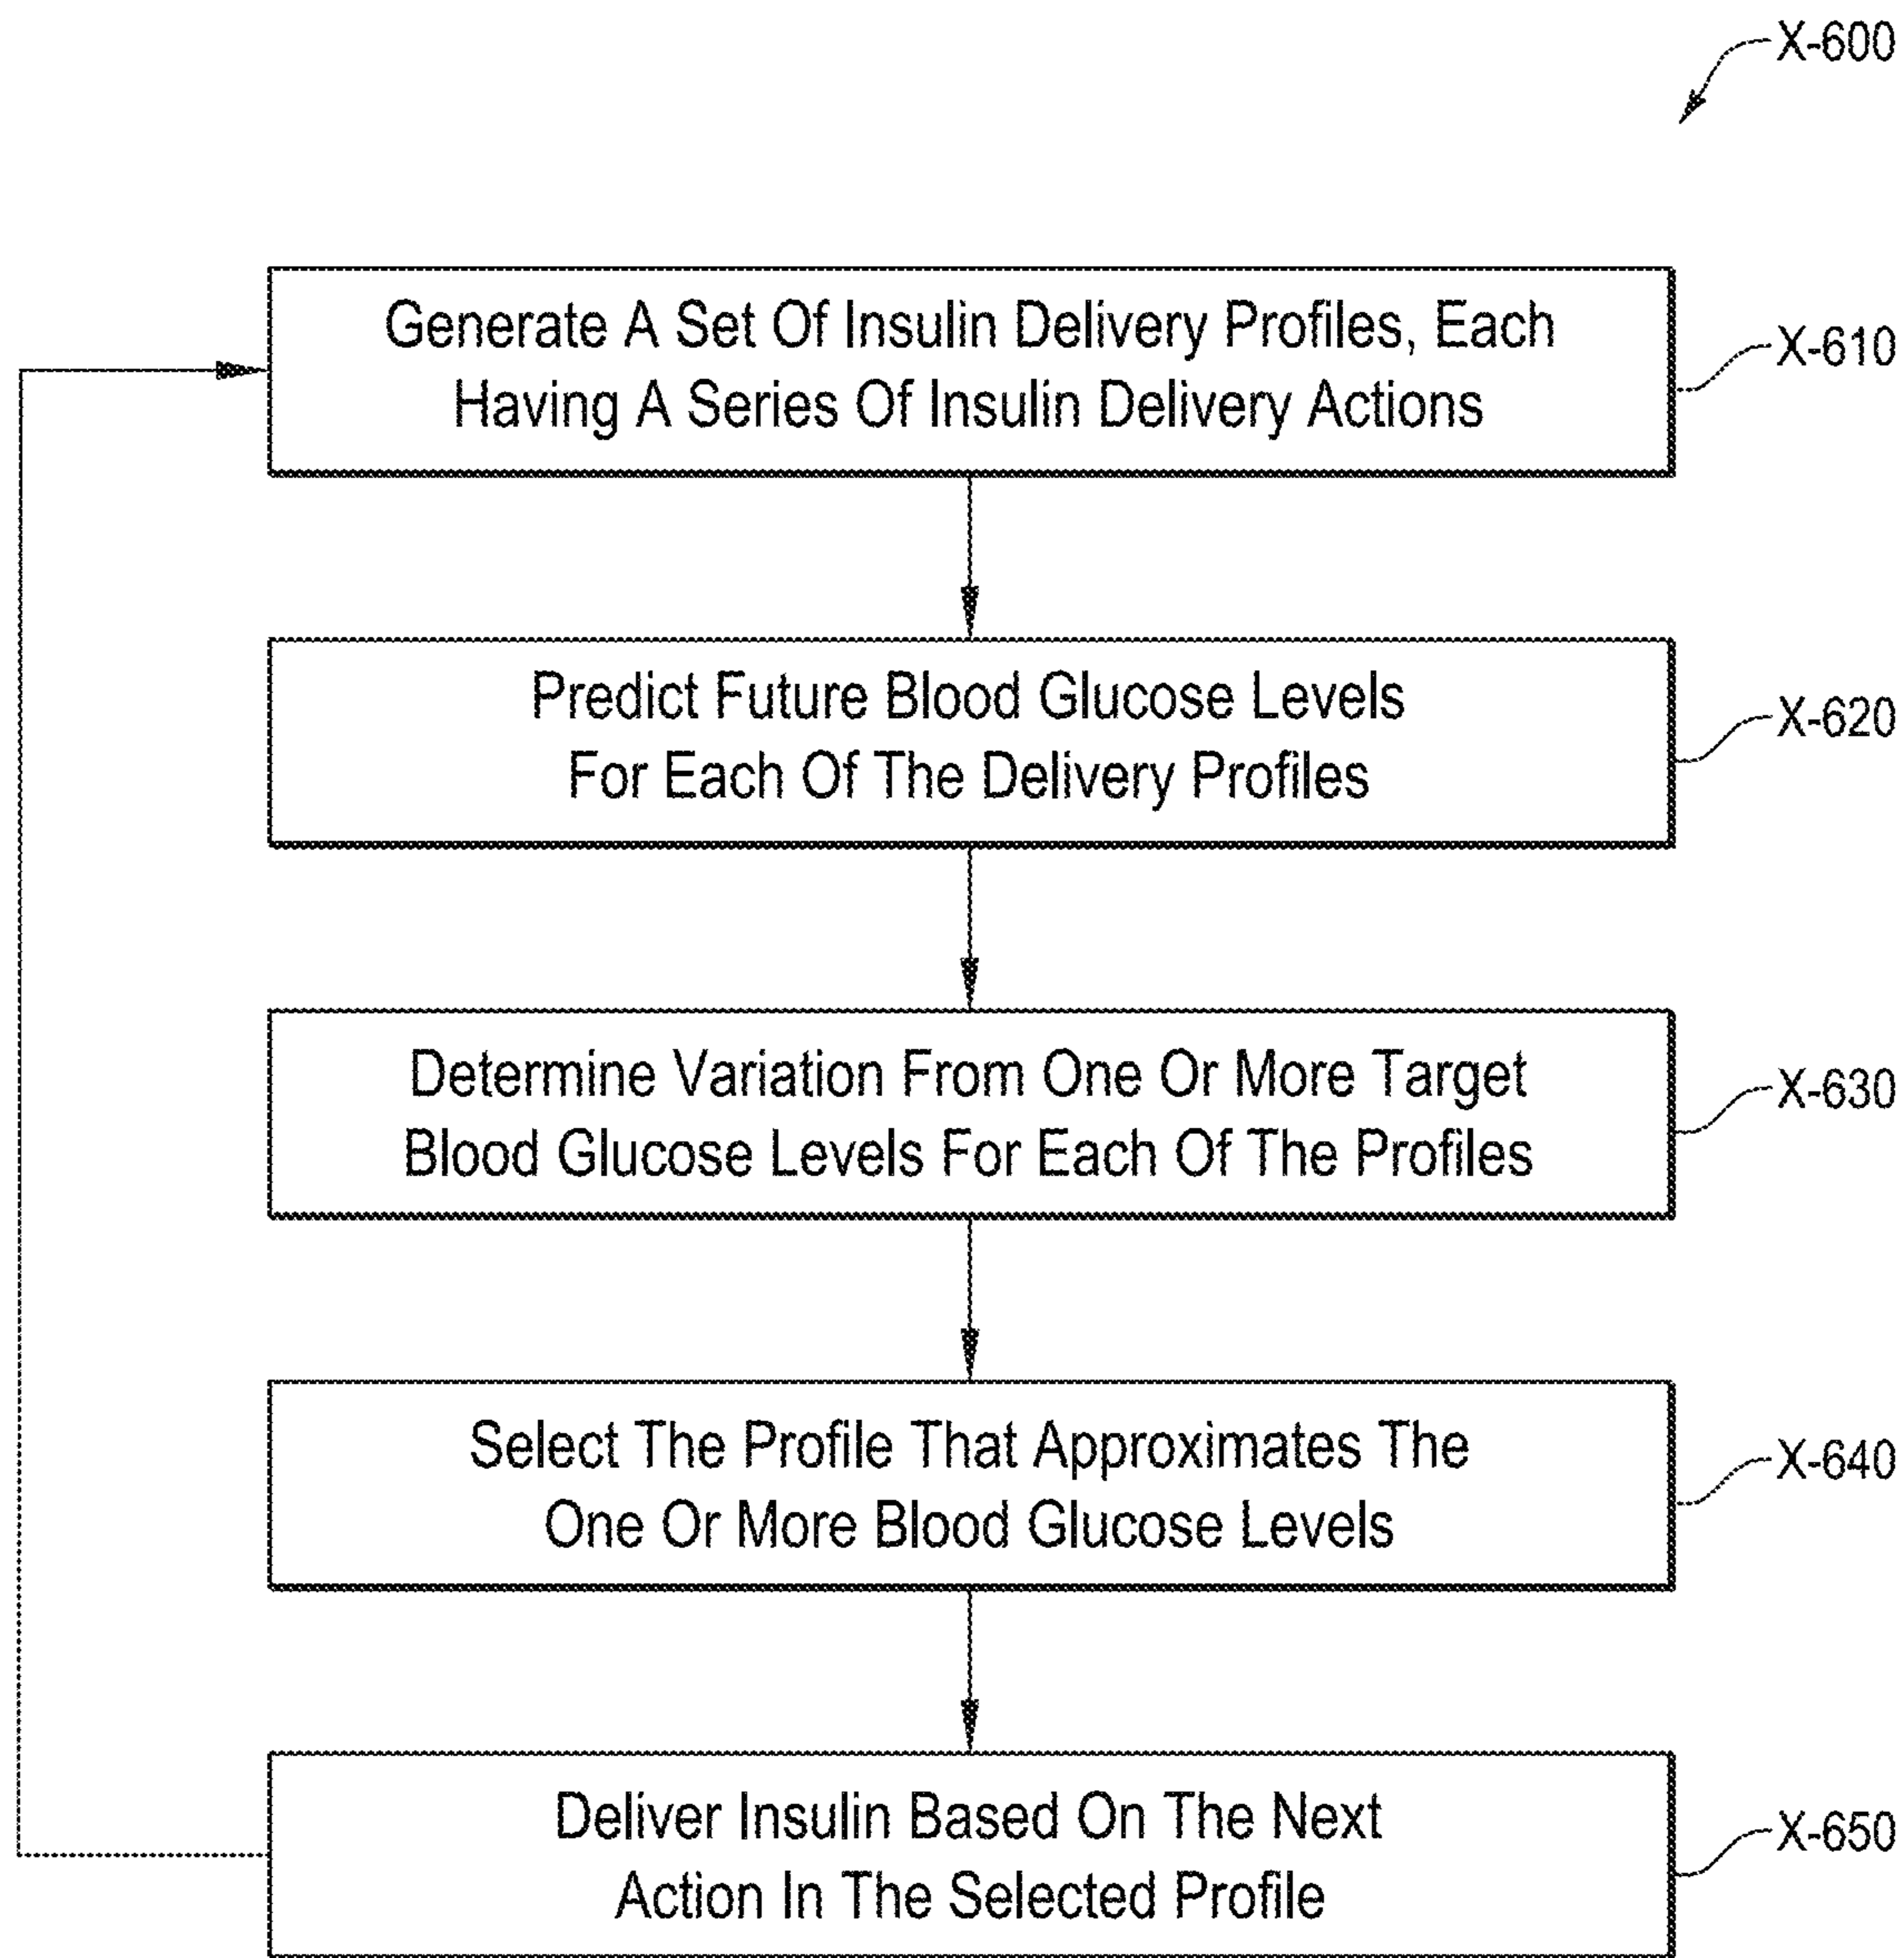 X-600
Generate A Set Of Insulin Delivery Profiles, Each
Having A Series Of Insulin Delivery Actions
X-610
Predict Future Blood Glucose Levels
For Each Of The Delivery Profiles
X-620
Determine Variation From One Or More Target
Blood Glucose Levels For Each Of The Profiles
X-630
Select The Profile That Approximates The
One Or More Blood Glucose Levels
X-640
Deliver Insulin Based On The Next
Action In The Selected Profile
X-650